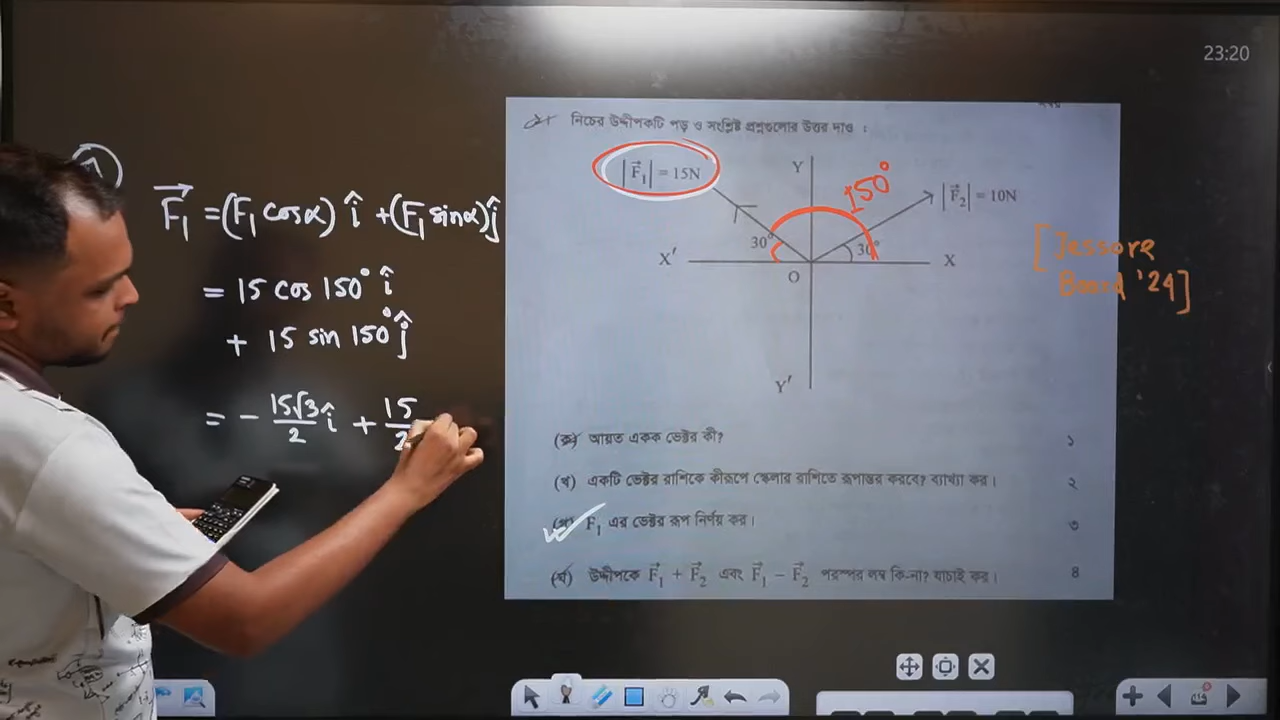 23:20
নিচের উদ্দীপকটি পড় ও সংশ্লিষ্ট প্রশ্নগুলোর উত্তর দাও :
|F⃗₁| = 15N
Y
150°
|F⃗₂| = 10N
30°
30°
X′
X
O
Y′
[Jessore
Board '24]
F⃗₁ = (F₁ cosα) î + (F₁ sinα) ĵ
= 15 cos 150° î
+ 15 sin 150° ĵ
= - 15√3/2 î + 15/2
(ক) আয়ত একক ভেক্টর কী? ১
(খ) একটি ভেক্টর রাশিকে কীরূপে স্কেলার রাশিতে রূপান্তর করবে? ব্যাখ্যা কর। ২
(গ) F₁ এর ভেক্টর রূপ নির্ণয় কর। ৩
(ঘ) উদ্দীপকে F⃗₁ + F⃗₂ এবং F⃗₁ − F⃗₂ পরস্পর লম্ব কি-না? যাচাই কর। ৪